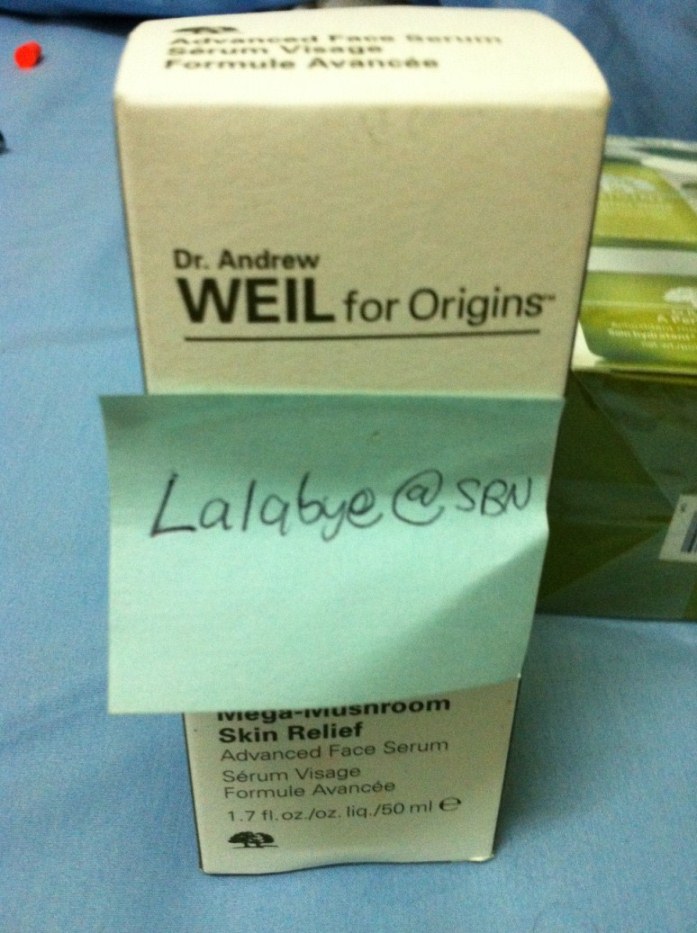 Advanced Face Serum
Sérum Visage
Formule Avancée
Dr. Andrew
WEIL for Origins™
Lalabye @ SBN
Mega-Mushroom
Skin Relief
Advanced Face Serum
Sérum Visage
Formule Avancée
1.7 fl.oz./oz. liq./50 ml ℮